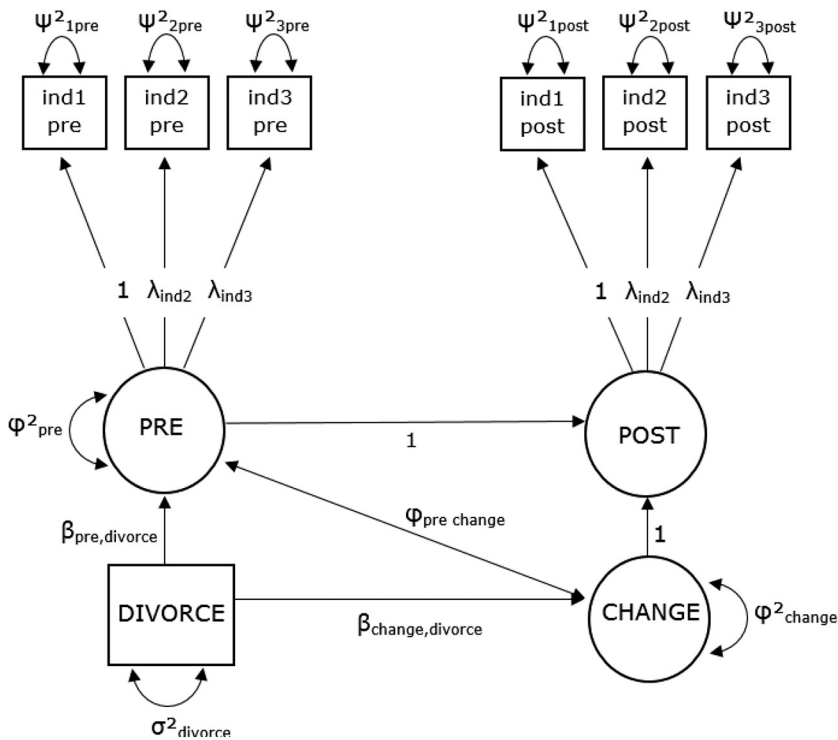 Ψ²1pre Ψ²2pre Ψ²3pre Ψ²1post Ψ²2post Ψ²3post
ind1 ind2 ind3 ind1 ind2 ind3
pre pre pre post post post
1 λind2 λind3 1 λind2 λind3
φ²pre
PRE
POST
1
φpre change
βpre,divorce
1
DIVORCE
CHANGE
φ²change
βchange,divorce
σ²divorce